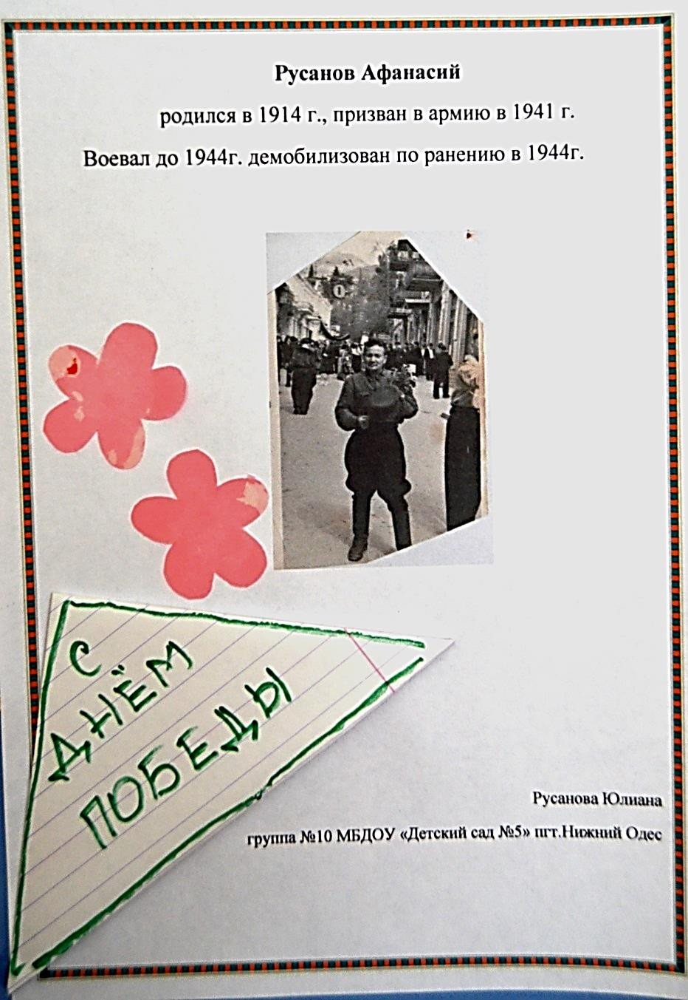 Русанов Афанасий
родился в 1914 г., призван в армию в 1941 г.
Воевал до 1944г. демобилизован по ранению в 1944г.
С
ДНЁМ
ПОБЕДЫ
Русанова Юлиана
группа №10 МБДОУ «Детский сад №5» пгт.Нижний Одес